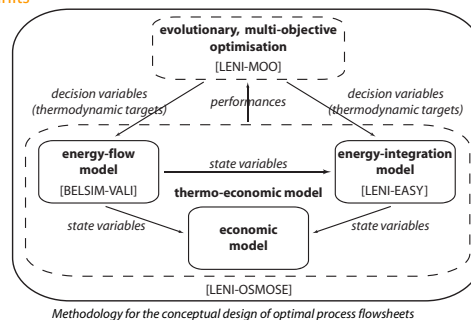 evolutionary, multi-objective
optimisation
[LENI-MOO]
decision variables
(thermodynamic targets)
performances
decision variables
(thermodynamic targets)
energy-flow
model
[BELSIM-VALI]
state variables
energy-integration
model
[LENI-EASY]
thermo-economic model
state variables
economic
model
state variables
[LENI-OSMOSE]
Methodology for the conceptual design of optimal process flowsheets